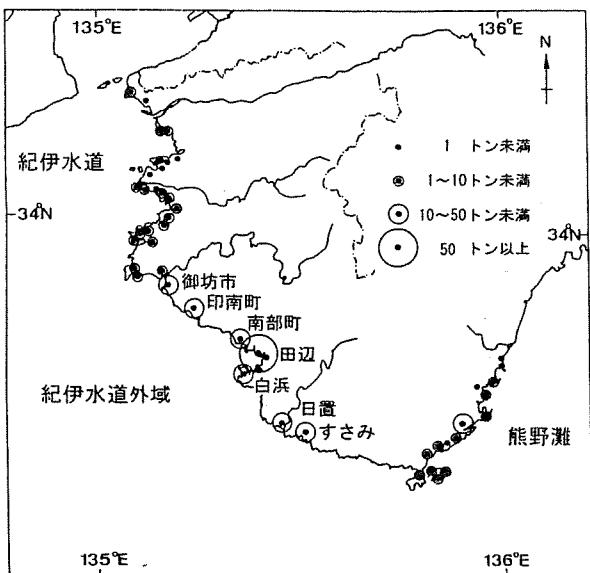 135°E
136°E
N
紀伊水道
1 トン未満
1~10トン未満
10~50トン未満
50 トン以上
34°N
34°N
御坊市
印南町
南部町
田辺
白浜
紀伊水道外域
日置
すさみ
熊野灘
135°E
136°E